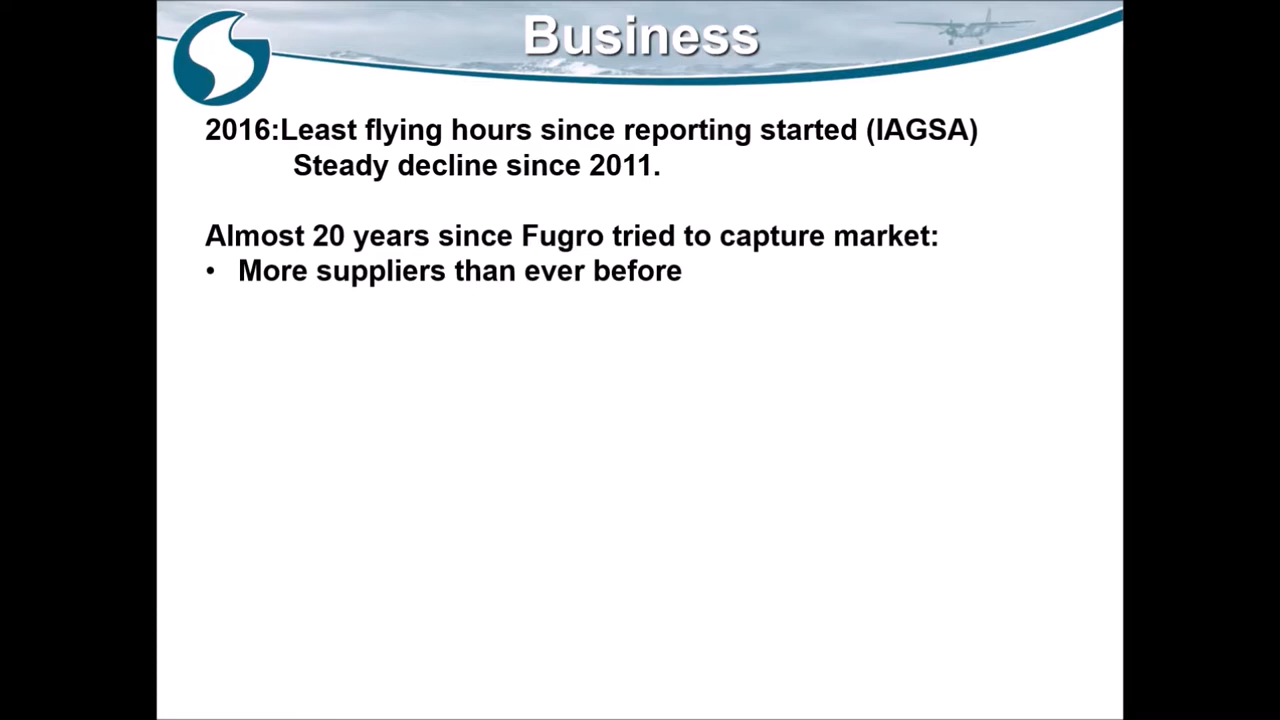 Business
2016:Least flying hours since reporting started (IAGSA)
Steady decline since 2011.
Almost 20 years since Fugro tried to capture market:
• More suppliers than ever before